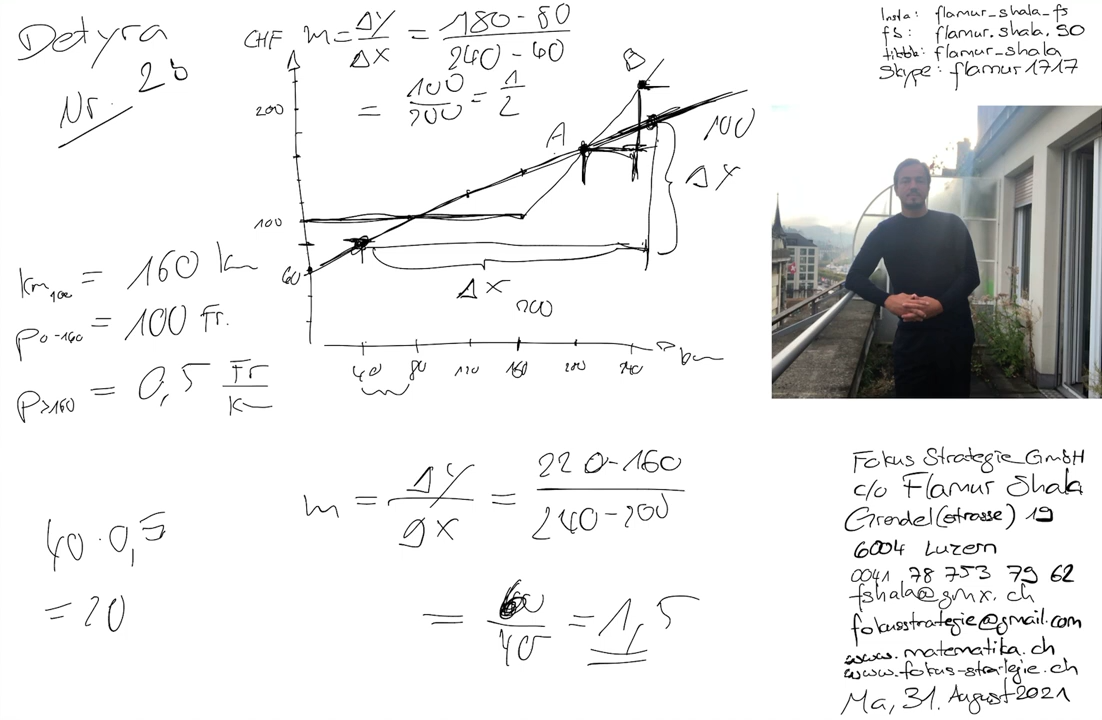 Detyra
Nr. 2b
CHF m = Δy/Δx = 180-80/240-40
= 100/200 = 1/2
200
100
60
A
B
100
Δy
Δx
200
40 80 120 160 200 240 km
km₁₀₀ = 160 km
p₀₋₁₆₀ = 100 Fr.
p>160 = 0,5 Fr/km
40 · 0,5
= 20
m = Δy/gx = 220-160/240-200
= 60/40 = 1,5
Insta: flamur_shala_fs
fs: flamur.shala.90
tiktok: flamur_shala
Skype: flamur1717
Fokus Strategie GmbH
c/o Flamur Shala
Grendel(strasse) 19
6004 Luzern
0041 78 753 79 62
fshala@gmx.ch
fokusstrategie@gmail.com
www.matematika.ch
www.fokus-strategie.ch
Ma, 31. August 2021